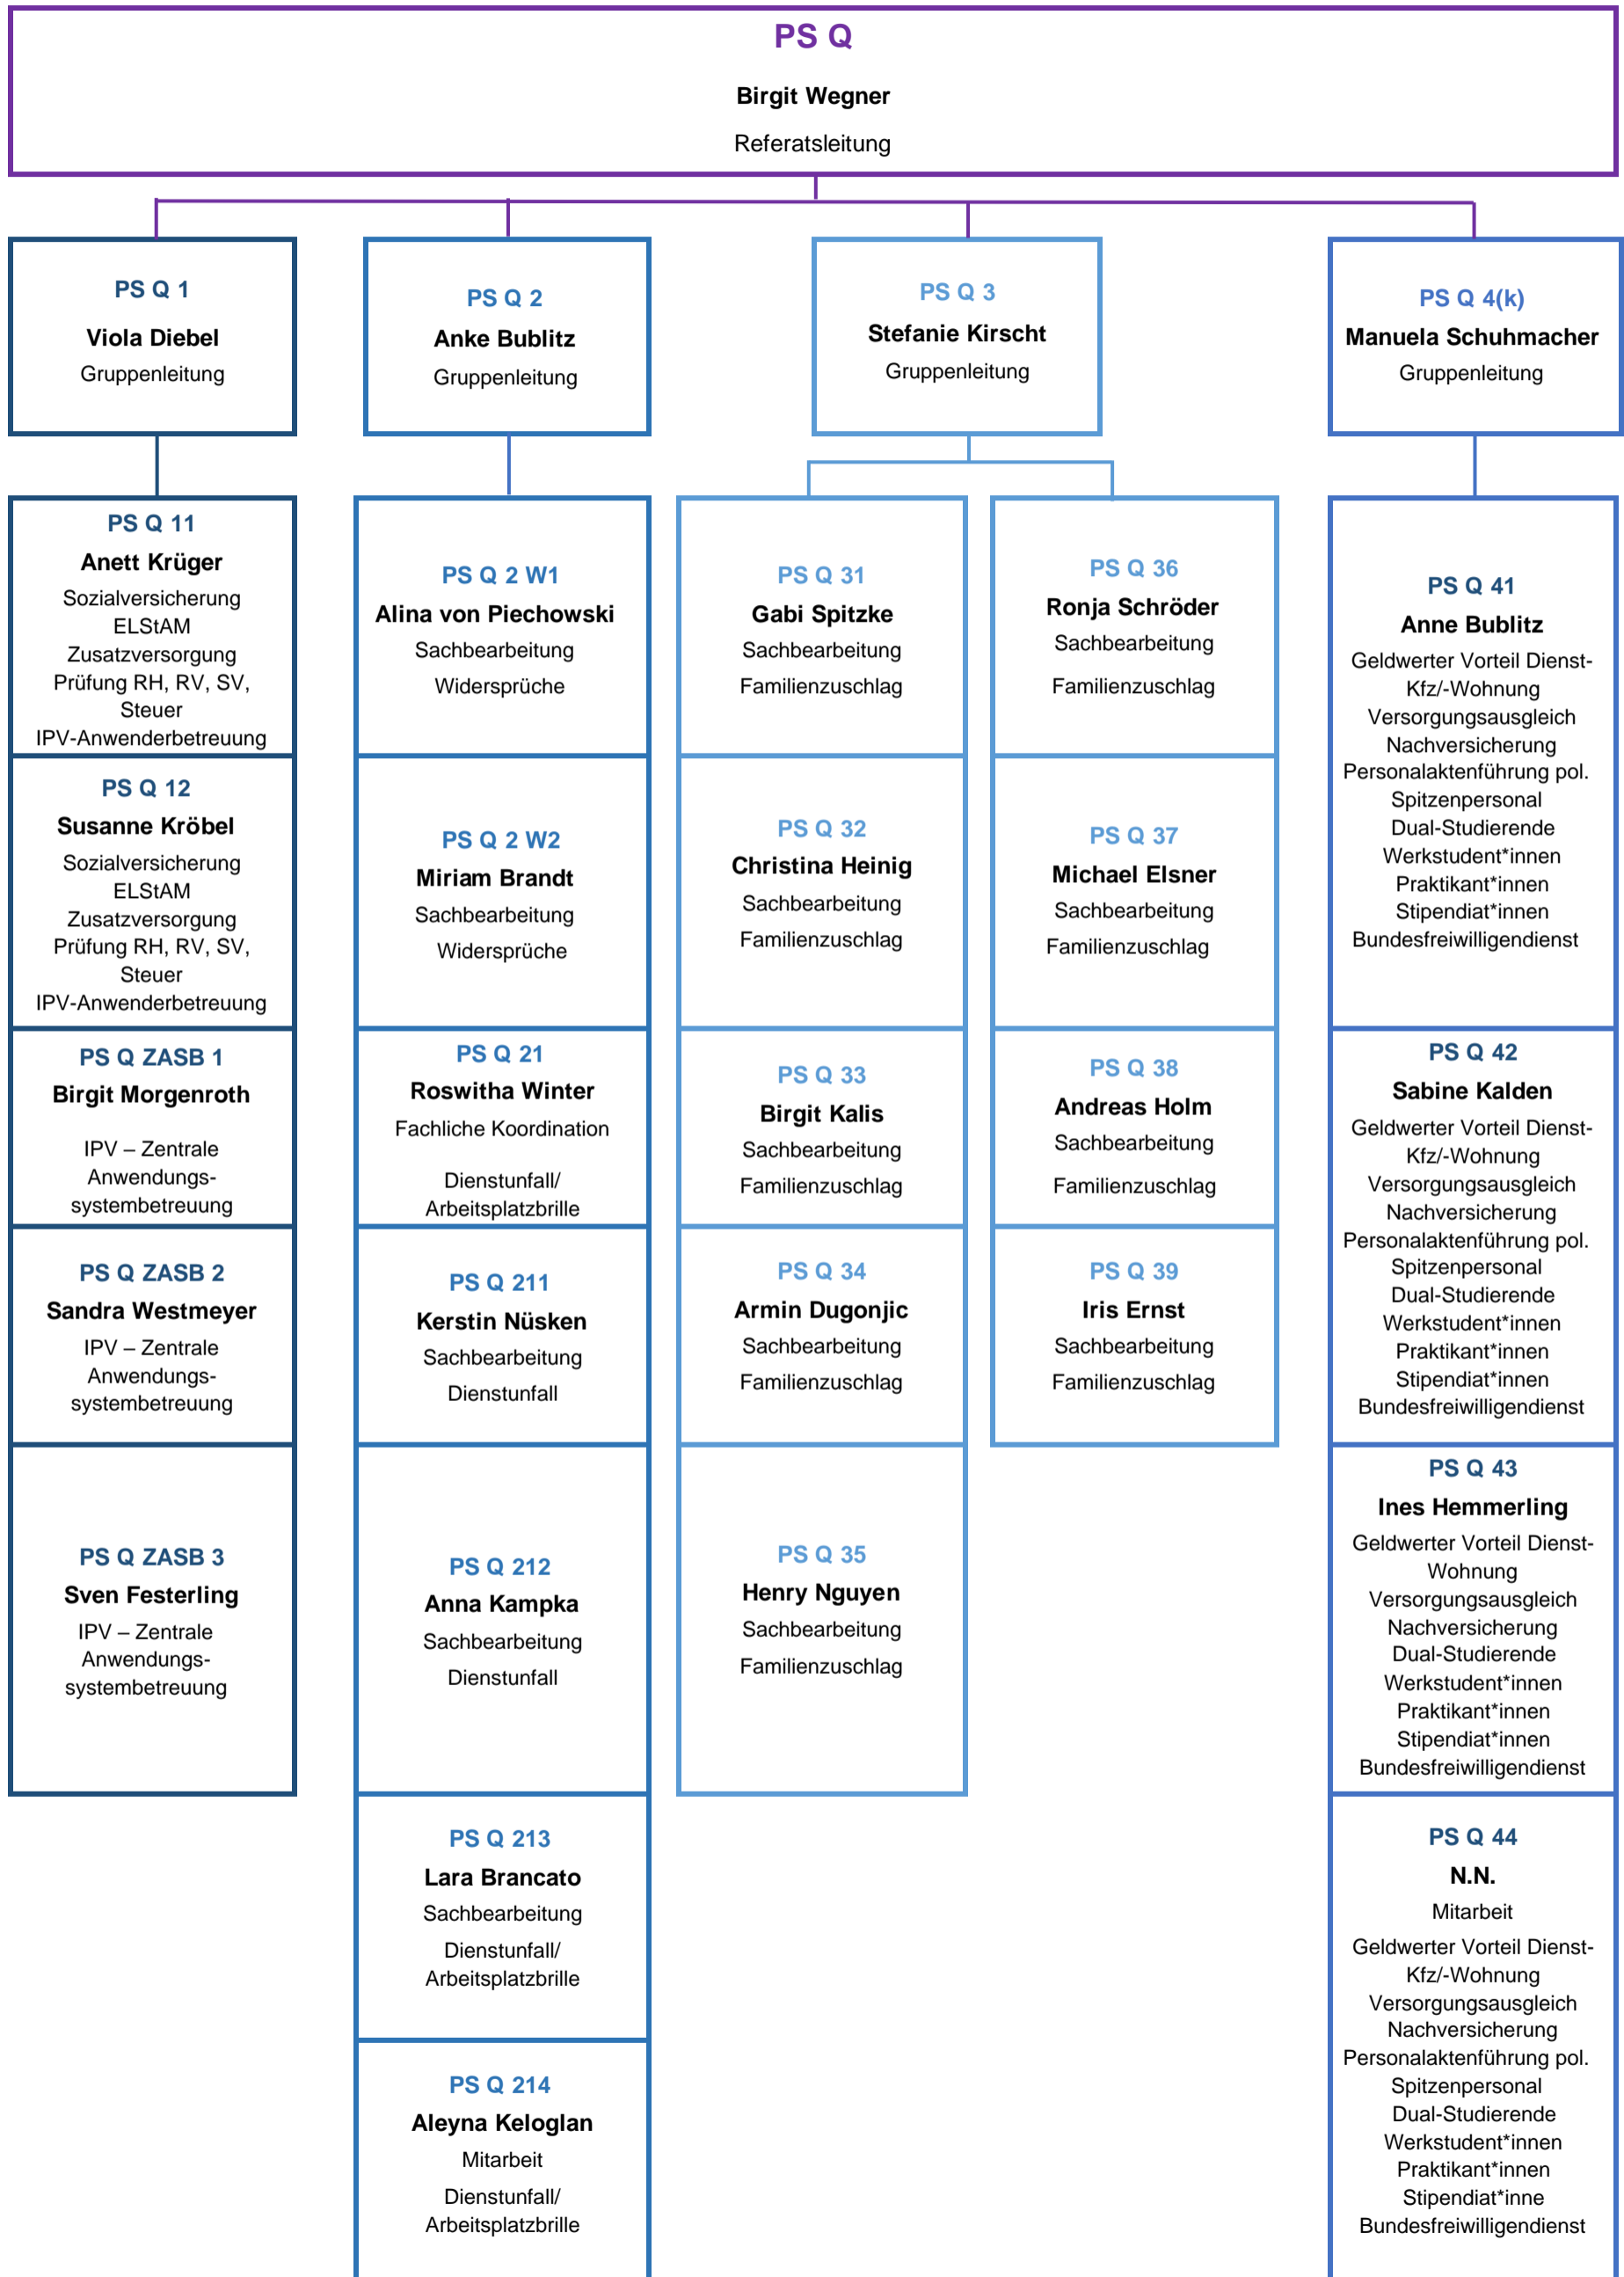 PS Q
Birgit Wegner
Referatsleitung
PS Q 1
Viola Diebel
Gruppenleitung
PS Q 2
Anke Bublitz
Gruppenleitung
PS Q 3
Stefanie Kirscht
Gruppenleitung
PS Q 4(k)
Manuela Schuhmacher
Gruppenleitung
PS Q 11
Anett Krüger
Sozialversicherung
ELStAM
Zusatzversorgung
Prüfung RH, RV, SV,
Steuer
IPV-Anwenderbetreuung
PS Q 12
Susanne Kröbel
Sozialversicherung
ELStAM
Zusatzversorgung
Prüfung RH, RV, SV,
Steuer
IPV-Anwenderbetreuung
PS Q ZASB 1
Birgit Morgenroth
IPV – Zentrale
Anwendungs-
systembetreuung
PS Q ZASB 2
Sandra Westmeyer
IPV – Zentrale
Anwendungs-
systembetreuung
PS Q ZASB 3
Sven Festerling
IPV – Zentrale
Anwendungs-
systembetreuung
PS Q 2 W1
Alina von Piechowski
Sachbearbeitung
Widersprüche
PS Q 2 W2
Miriam Brandt
Sachbearbeitung
Widersprüche
PS Q 21
Roswitha Winter
Fachliche Koordination
Dienstunfall/
Arbeitsplatzbrille
PS Q 211
Kerstin Nüsken
Sachbearbeitung
Dienstunfall
PS Q 212
Anna Kampka
Sachbearbeitung
Dienstunfall
PS Q 213
Lara Brancato
Sachbearbeitung
Dienstunfall/
Arbeitsplatzbrille
PS Q 214
Aleyna Keloglan
Mitarbeit
Dienstunfall/
Arbeitsplatzbrille
PS Q 31
Gabi Spitzke
Sachbearbeitung
Familienzuschlag
PS Q 32
Christina Heinig
Sachbearbeitung
Familienzuschlag
PS Q 33
Birgit Kalis
Sachbearbeitung
Familienzuschlag
PS Q 34
Armin Dugonjic
Sachbearbeitung
Familienzuschlag
PS Q 35
Henry Nguyen
Sachbearbeitung
Familienzuschlag
PS Q 36
Ronja Schröder
Sachbearbeitung
Familienzuschlag
PS Q 37
Michael Elsner
Sachbearbeitung
Familienzuschlag
PS Q 38
Andreas Holm
Sachbearbeitung
Familienzuschlag
PS Q 39
Iris Ernst
Sachbearbeitung
Familienzuschlag
PS Q 41
Anne Bublitz
Geldwerter Vorteil Dienst-
Kfz/-Wohnung
Versorgungsausgleich
Nachversicherung
Personalaktenführung pol.
Spitzenpersonal
Dual-Studierende
Werkstudent*innen
Praktikant*innen
Stipendiat*innen
Bundesfreiwilligendienst
PS Q 42
Sabine Kalden
Geldwerter Vorteil Dienst-
Kfz/-Wohnung
Versorgungsausgleich
Nachversicherung
Personalaktenführung pol.
Spitzenpersonal
Dual-Studierende
Werkstudent*innen
Praktikant*innen
Stipendiat*innen
Bundesfreiwilligendienst
PS Q 43
Ines Hemmerling
Geldwerter Vorteil Dienst-
Wohnung
Versorgungsausgleich
Nachversicherung
Dual-Studierende
Werkstudent*innen
Praktikant*innen
Stipendiat*innen
Bundesfreiwilligendienst
PS Q 44
N.N.
Mitarbeit
Geldwerter Vorteil Dienst-
Kfz/-Wohnung
Versorgungsausgleich
Nachversicherung
Personalaktenführung pol.
Spitzenpersonal
Dual-Studierende
Werkstudent*innen
Praktikant*innen
Stipendiat*inne
Bundesfreiwilligendienst